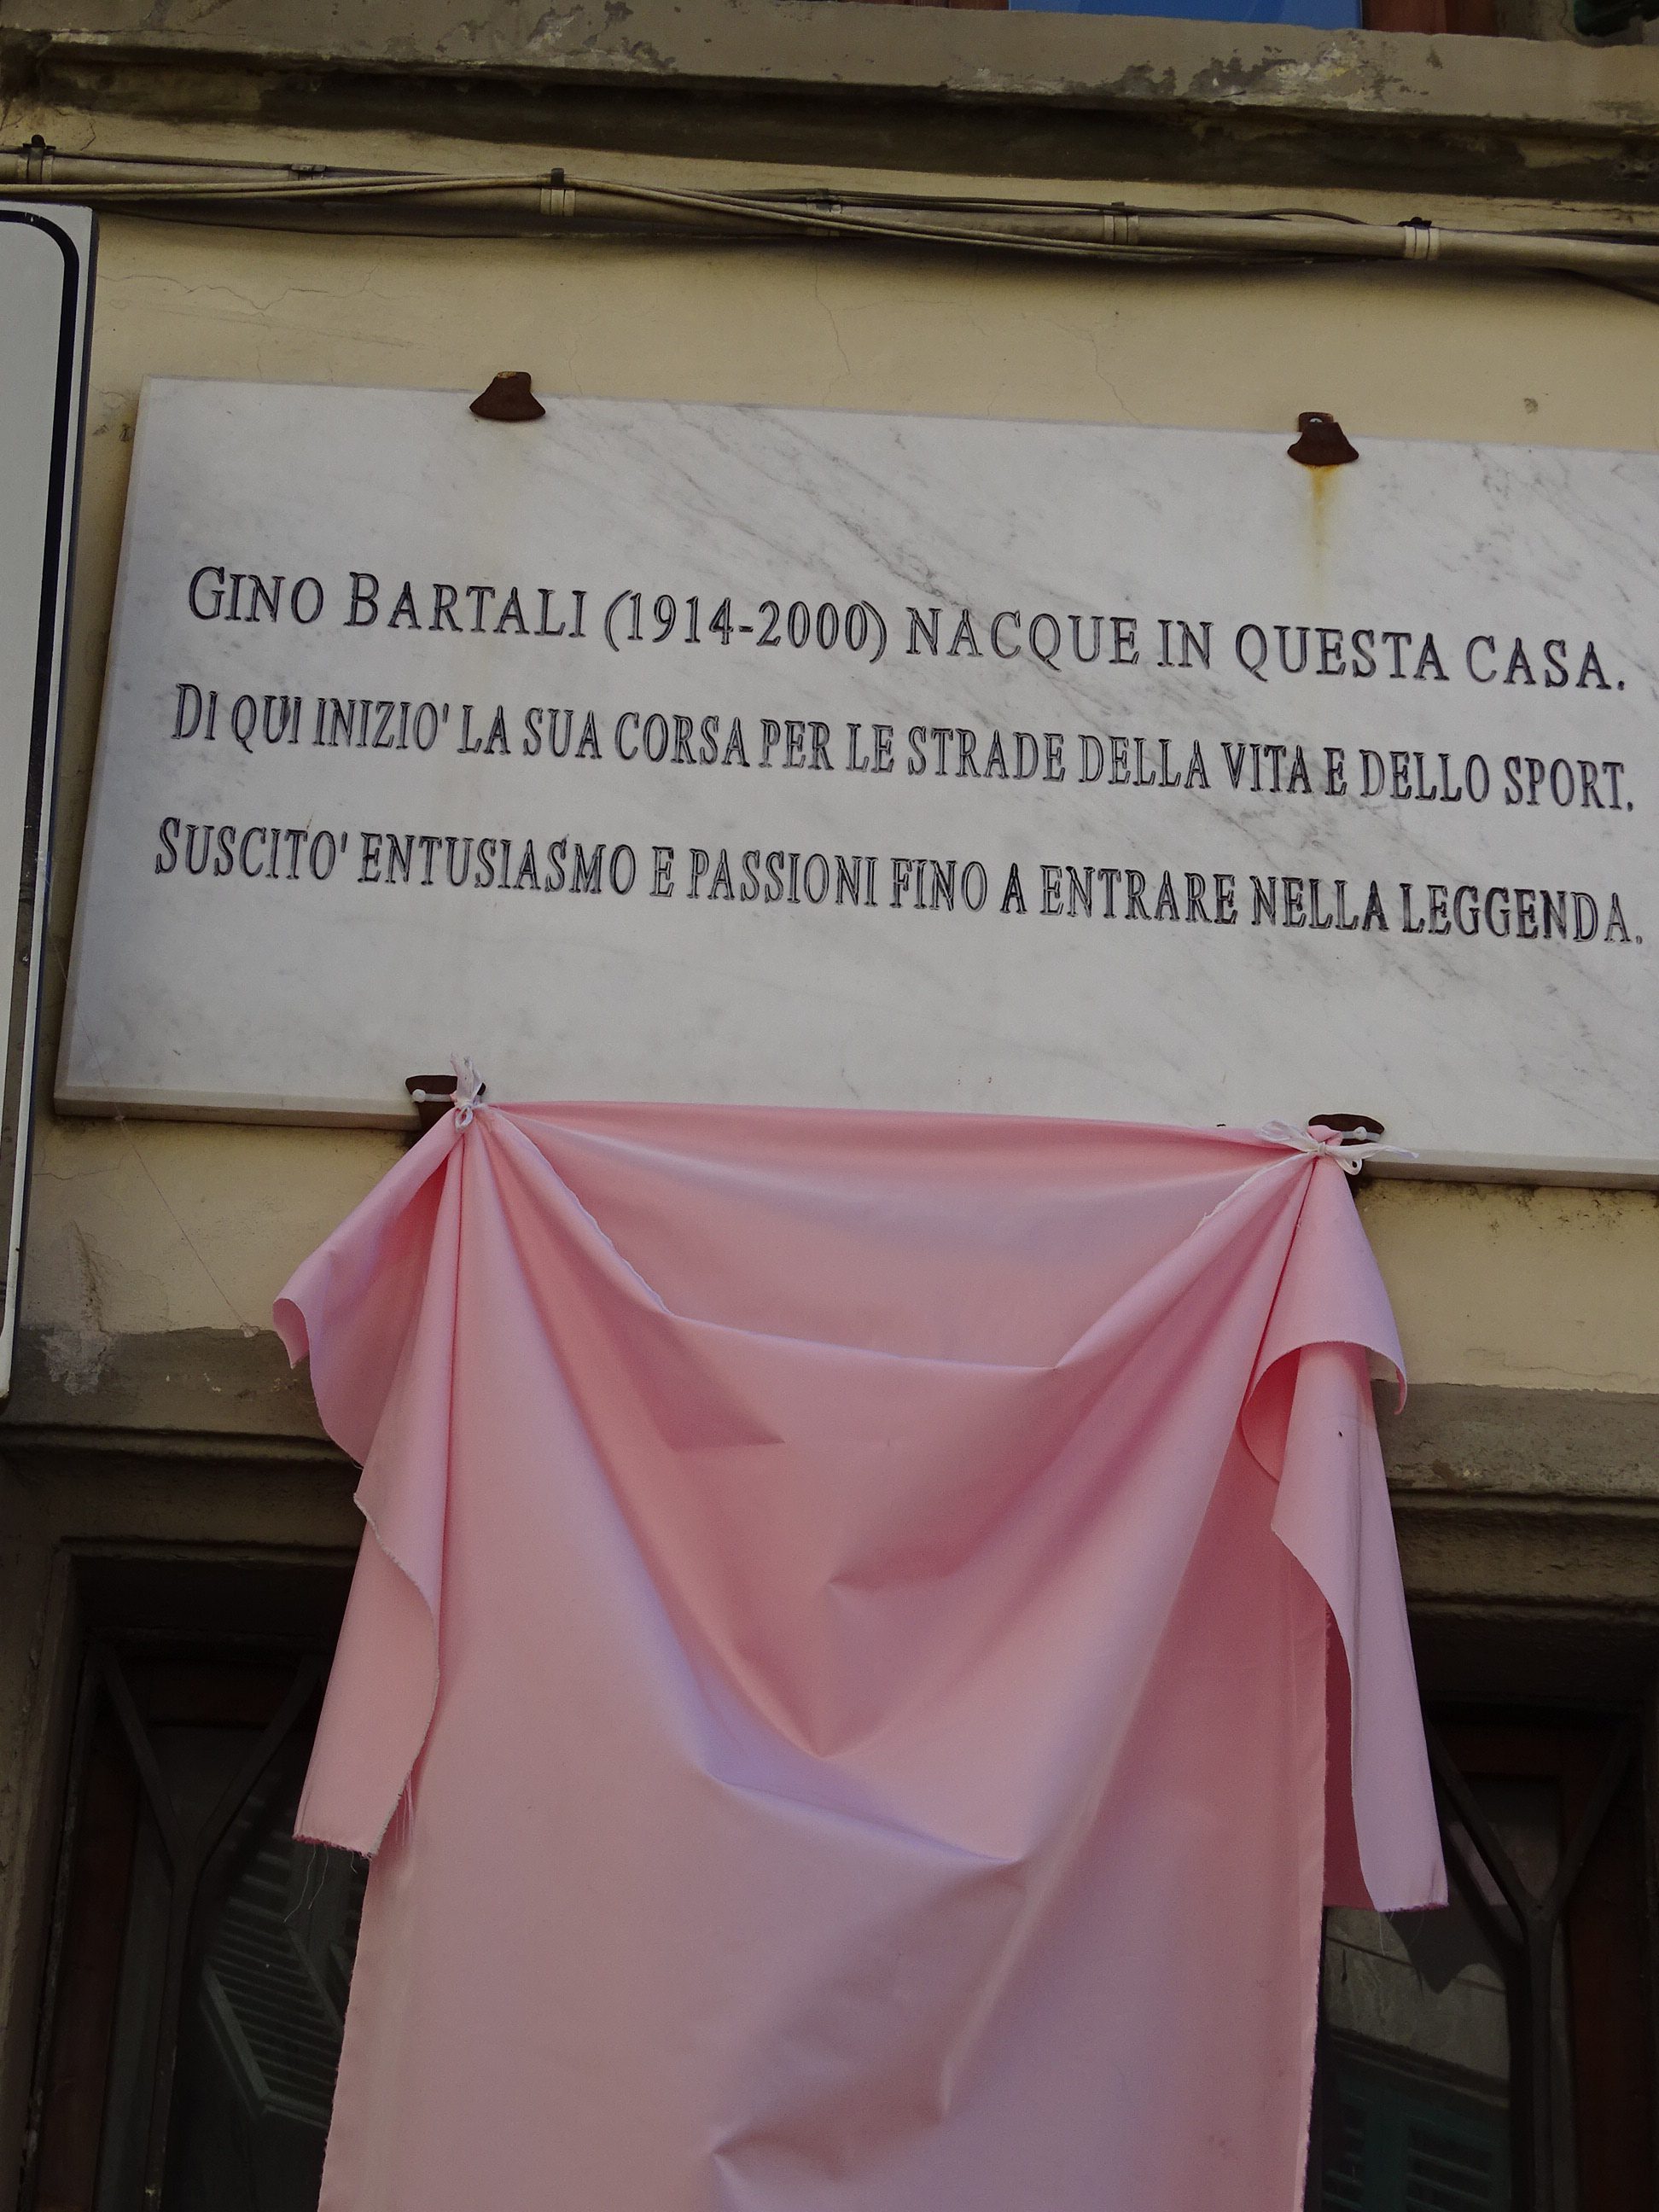 GINO BARTALI (1914-2000) NACQUE IN QUESTA CASA.
DI QUI INIZIO' LA SUA CORSA PER LE STRADE DELLA VITA E DELLO SPORT.
SUSCITO' ENTUSIASMO E PASSIONI FINO A ENTRARE NELLA LEGGENDA.